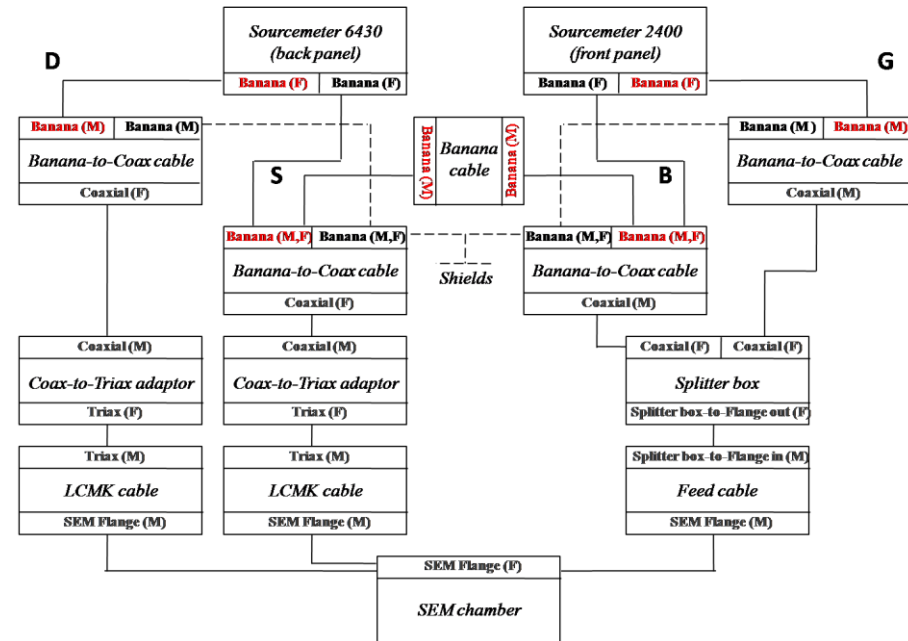 Sourcemeter 6430
(back panel)
Banana (F) Banana (F)
Sourcemeter 2400
(front panel)
Banana (F) Banana (F)
D
G
Banana (M) Banana (M)
Banana-to-Coax cable
Coaxial (F)
Banana (M)
Banana
cable
Banana (M)
Banana (M) Banana (M)
Banana-to-Coax cable
Coaxial (M)
S
B
Banana (M,F) Banana (M,F)
Banana-to-Coax cable
Coaxial (F)
Shields
Banana (M,F) Banana (M,F)
Banana-to-Coax cable
Coaxial (M)
Coaxial (M)
Coax-to-Triax adaptor
Triax (F)
Coaxial (M)
Coax-to-Triax adaptor
Triax (F)
Coaxial (F) Coaxial (F)
Splitter box
Splitter box-to-Flange out (F)
Triax (M)
LCMK cable
SEM Flange (M)
Triax (M)
LCMK cable
SEM Flange (M)
Splitter box-to-Flange in (M)
Feed cable
SEM Flange (M)
SEM Flange (F)
SEM chamber